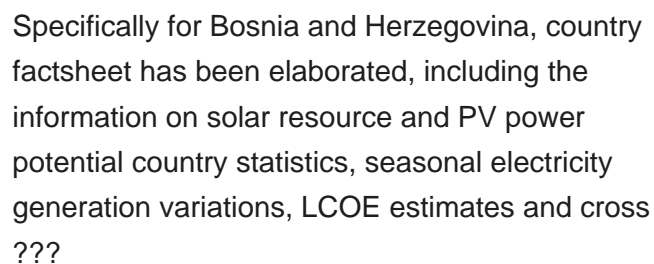 Specifically for Bosnia and Herzegovina, country
factsheet has been elaborated, including the
information on solar resource and PV power
potential country statistics, seasonal electricity
generation variations, LCOE estimates and cross
???